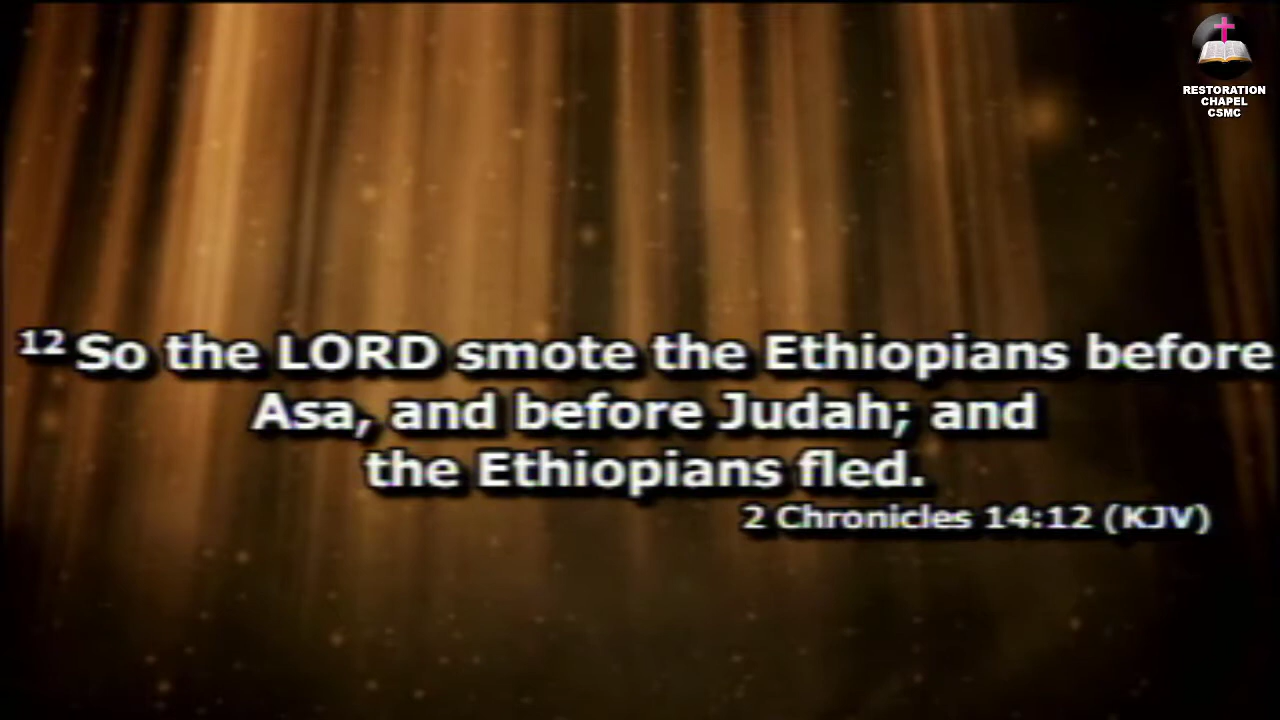 RESTORATION
CHAPEL
CSMC
12 So the LORD smote the Ethiopians before
Asa, and before Judah; and
the Ethiopians fled.
2 Chronicles 14:12 (KJV)